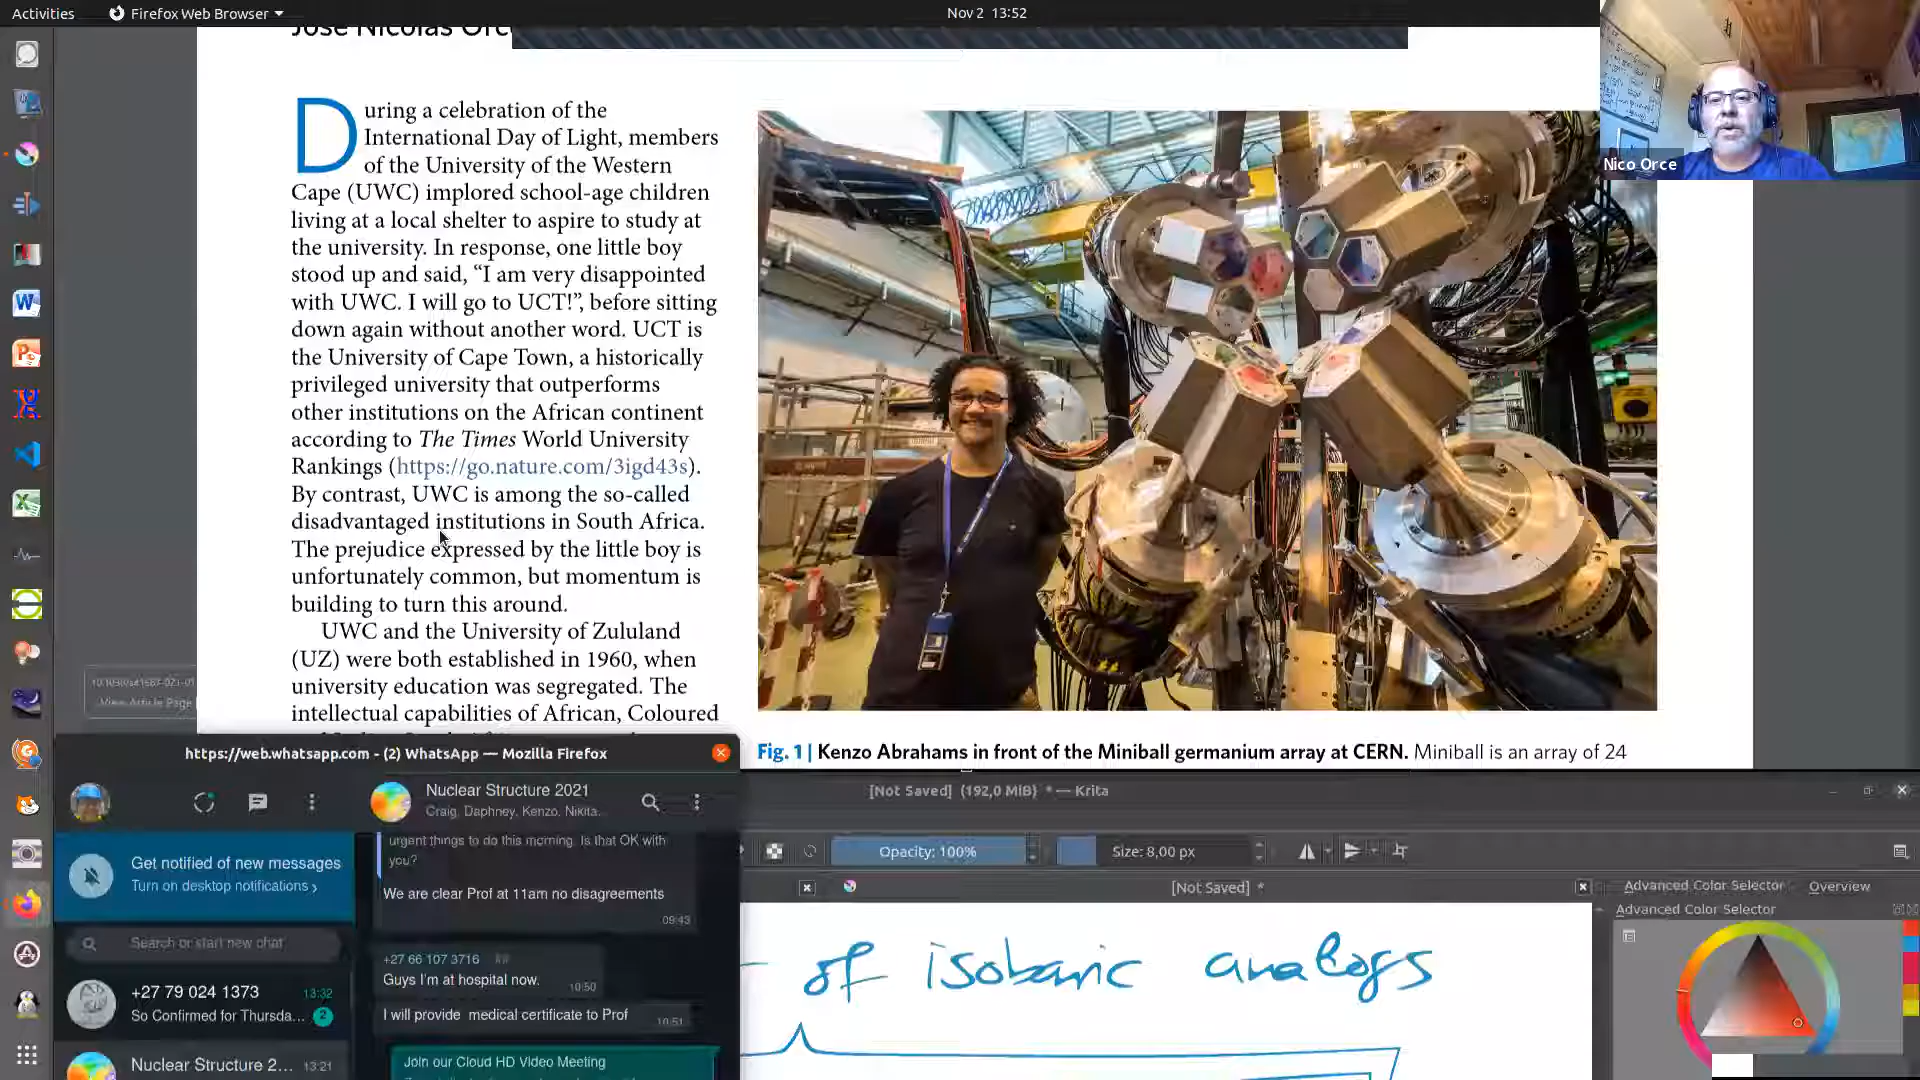 Activities
Firefox Web Browser
Nov 2 13:52
Nico Orce
During a celebration of the
International Day of Light, members
of the University of the Western
Cape (UWC) implored school-age children
living at a local shelter to aspire to study at
the university. In response, one little boy
stood up and said, “I am very disappointed
with UWC. I will go to UCT!”, before sitting
down again without another word. UCT is
the University of Cape Town, a historically
privileged university that outperforms
other institutions on the African continent
according to The Times World University
Rankings (https://go.nature.com/3igd43s).
By contrast, UWC is among the so-called
disadvantaged institutions in South Africa.
The prejudice expressed by the little boy is
unfortunately common, but momentum is
building to turn this around.
UWC and the University of Zululand
(UZ) were both established in 1960, when
university education was segregated. The
intellectual capabilities of African, Coloured
Fig. 1 | Kenzo Abrahams in front of the Miniball germanium array at CERN. Miniball is an array of 24
View Article Page
https://web.whatsapp.com - (2) WhatsApp — Mozilla Firefox
Nuclear Structure 2021
Craig, Daphney, Kenzo, Nikita,
Get notified of new messages
Turn on desktop notifications ›
Search or start new chat
+27 79 024 1373 13:32
So Confirmed for Thursda... 2
Nuclear Structure 2... 13:21
urgent things to do this morning. Is that OK with
you?
We are clear Prof at 11am no disagreements
09:43
+27 66 107 3716
Guys I'm at hospital now.
10:50
I will provide medical certificate to Prof
10:51
Join our Cloud HD Video Meeting
[Not Saved] (192,0 MiB) * — Krita
Opacity: 100%
Size: 8,00 px
[Not Saved] *
Advanced Color Selector
Overview
Advanced Color Selector
of isobaric analogs